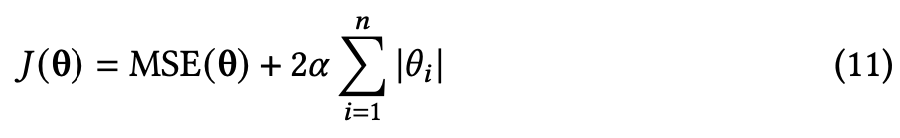 J(θ) = MSE(θ) + 2α ∑_{i=1}^{n} |θ_i| (11)